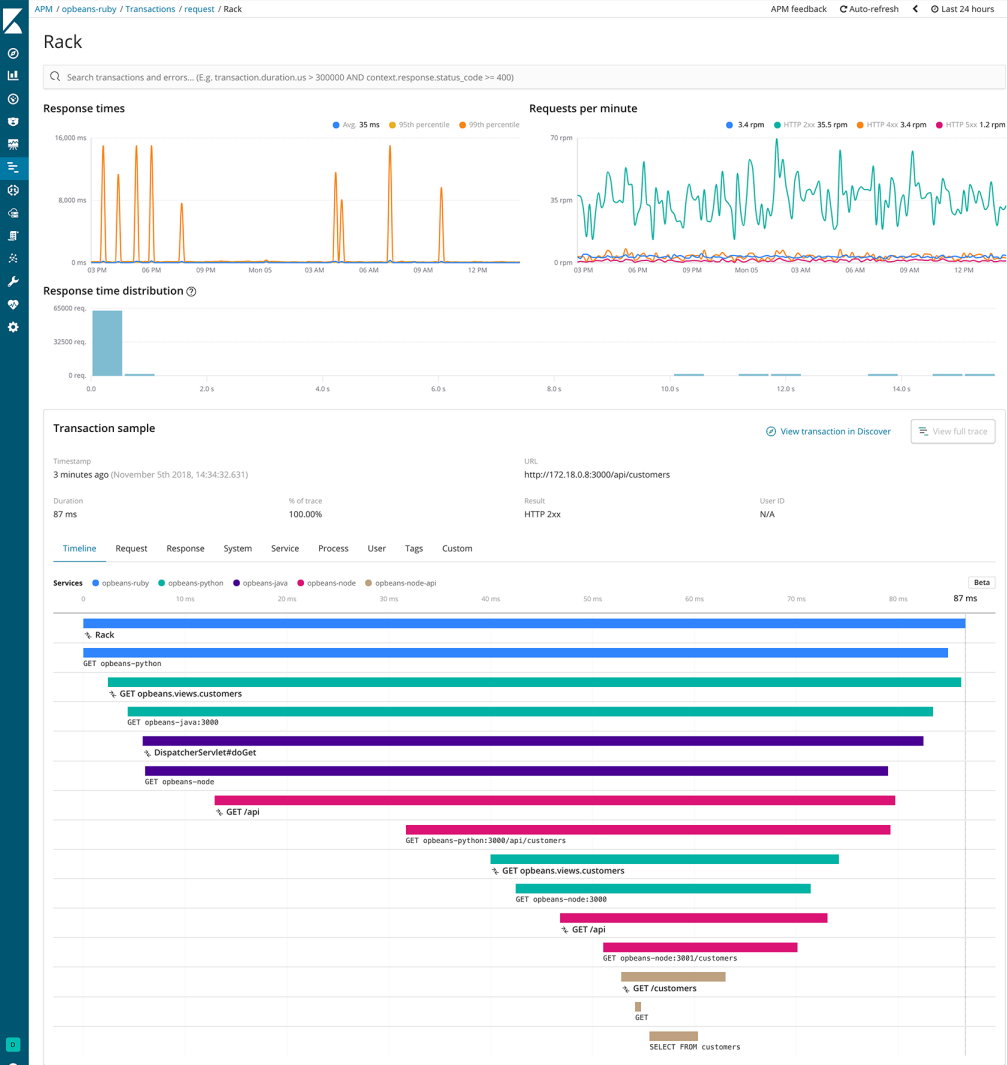 APM / opbeans-ruby / Transactions / request / Rack
APM feedback Auto-refresh Last 24 hours
Rack
Search transactions and errors... (E.g. transaction.duration.us > 300000 AND context.response.status_code >= 400)
Response times
Avg. 35 ms 95th percentile 99th percentile
16,000 ms
8,000 ms
0 ms
03 PM 06 PM 09 PM Mon 05 03 AM 06 AM 09 AM 12 PM
Requests per minute
3.4 rpm HTTP 2xx 35.5 rpm HTTP 4xx 3.4 rpm HTTP 5xx 1.2 rpm
70 rpm
35 rpm
0 rpm
03 PM 06 PM 09 PM Mon 05 03 AM 06 AM 09 AM 12 PM
Response time distribution ?
65000 req.
32500 req.
0 req.
0.0 2.0 s 4.0 s 6.0 s 8.0 s 10.0 s 12.0 s 14.0 s
Transaction sample
View transaction in Discover View full trace
Timestamp
3 minutes ago (November 5th 2018, 14:34:32.631)
URL
http://172.18.0.8:3000/api/customers
Duration
87 ms
% of trace
100.00%
Result
HTTP 2xx
User ID
N/A
Timeline Request Response System Service Process User Tags Custom
Services opbeans-ruby opbeans-python opbeans-java opbeans-node opbeans-node-api Beta
0 10 ms 20 ms 30 ms 40 ms 50 ms 60 ms 70 ms 80 ms 87 ms
Rack
GET opbeans-python
GET opbeans.views.customers
GET opbeans-java:3000
DispatcherServlet#doGet
GET opbeans-node
GET /api
GET opbeans-python:3000/api/customers
GET opbeans.views.customers
GET opbeans-node:3000
GET /api
GET opbeans-node:3001/customers
GET /customers
GET
SELECT FROM customers
D